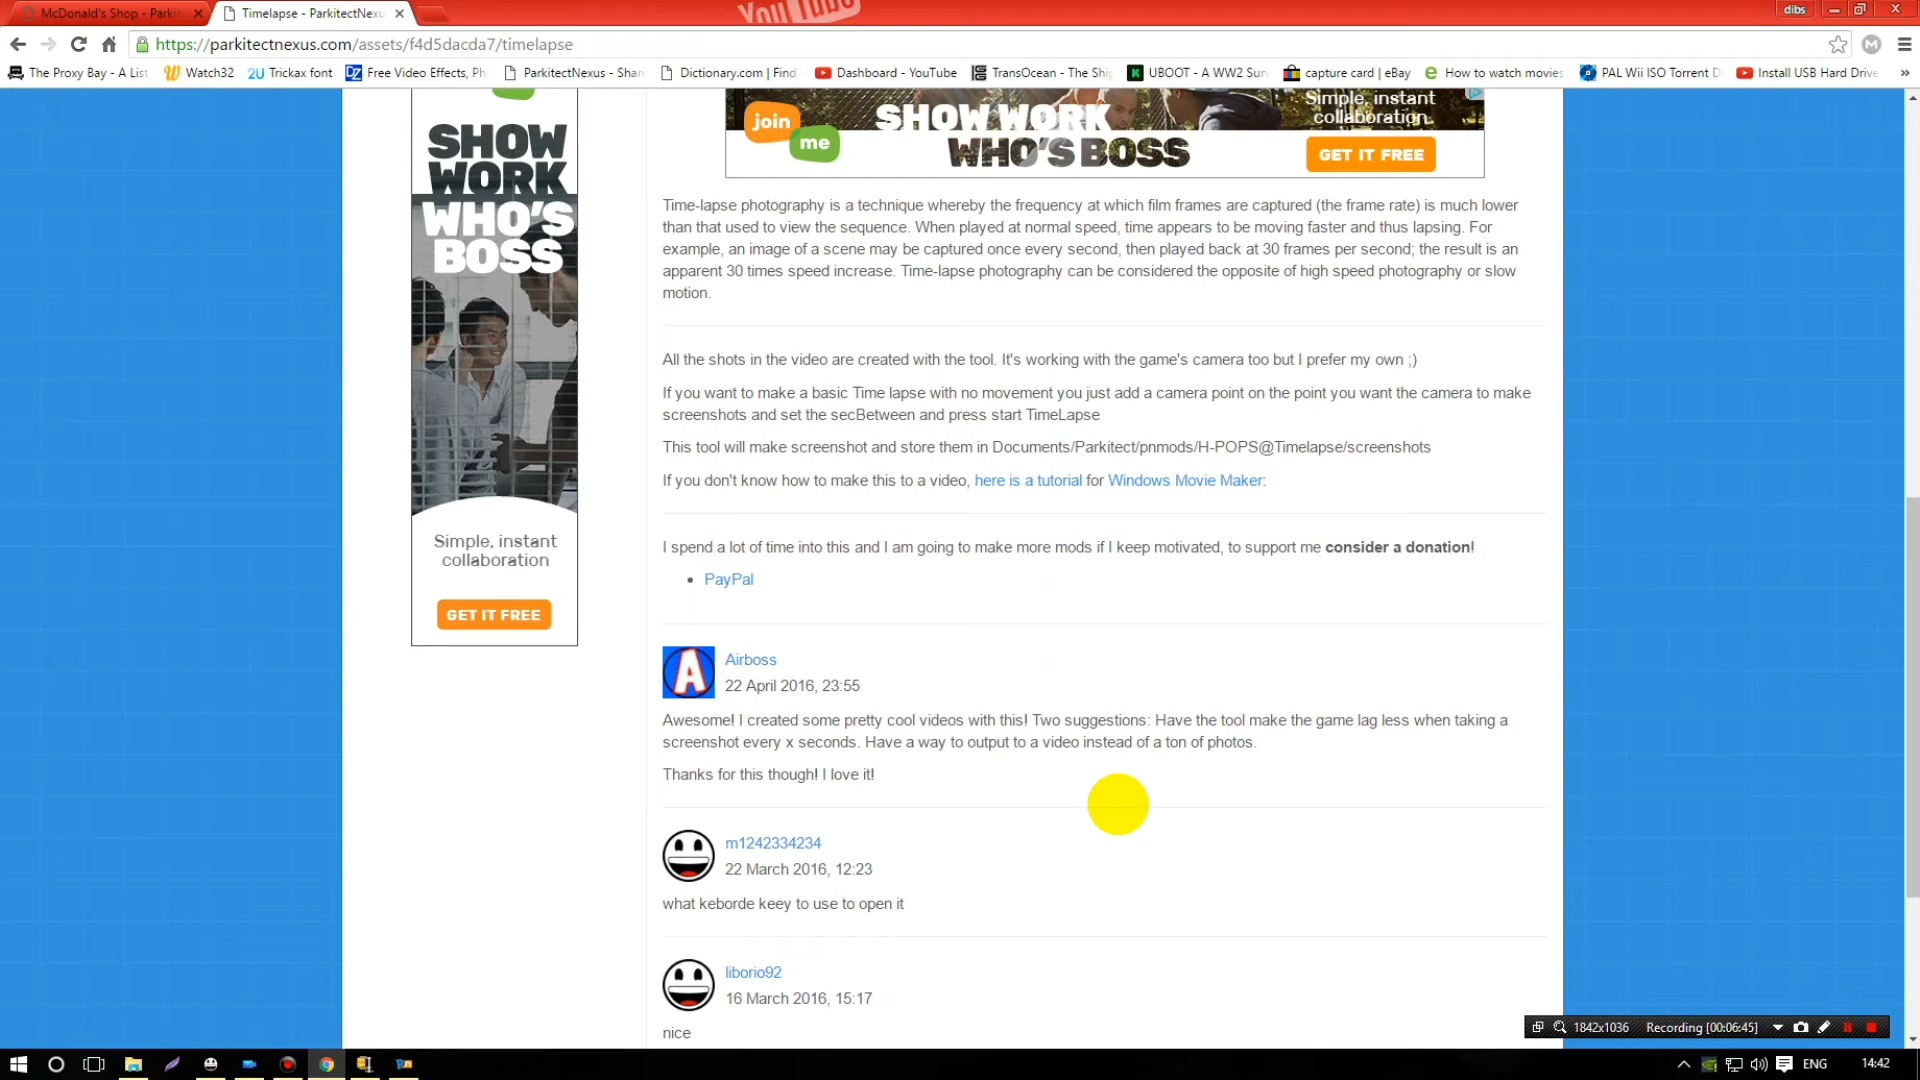 McDonald's Shop - Parkit
Timelapse - ParkitectNexu
YouTube
dibs
https://parkitectnexus.com/assets/f4d5dacda7/timelapse
The Proxy Bay - A List
Watch32
2U Trickax font
DZ Free Video Effects, Ph
ParkitectNexus - Shar
Dictionary.com | Find
Dashboard - YouTube
TransOcean - The Ship
UBOOT - A WW2 Sur
capture card | eBay
How to watch movies
PAL Wii ISO Torrent D
Install USB Hard Drive
SHOW
WORK
WHO'S
BOSS
Simple, instant
collaboration
GET IT FREE
join
me
SHOW WORK
WHO'S BOSS
Simple, instant
collaboration
GET IT FREE
Time-lapse photography is a technique whereby the frequency at which film frames are captured (the frame rate) is much lower
than that used to view the sequence. When played at normal speed, time appears to be moving faster and thus lapsing. For
example, an image of a scene may be captured once every second, then played back at 30 frames per second; the result is an
apparent 30 times speed increase. Time-lapse photography can be considered the opposite of high speed photography or slow
motion.
All the shots in the video are created with the tool. It's working with the game's camera too but I prefer my own ;)
If you want to make a basic Time lapse with no movement you just add a camera point on the point you want the camera to make
screenshots and set the secBetween and press start TimeLapse
This tool will make screenshot and store them in Documents/Parkitect/pnmods/H-POPS@Timelapse/screenshots
If you don't know how to make this to a video, here is a tutorial for Windows Movie Maker:
I spend a lot of time into this and I am going to make more mods if I keep motivated, to support me consider a donation!
• PayPal
A
Airboss
22 April 2016, 23:55
Awesome! I created some pretty cool videos with this! Two suggestions: Have the tool make the game lag less when taking a
screenshot every x seconds. Have a way to output to a video instead of a ton of photos.
Thanks for this though! I love it!
m1242334234
22 March 2016, 12:23
what keborde keey to use to open it
liborio92
16 March 2016, 15:17
nice
1842x1036
Recording [00:06:45]
ENG
14:42